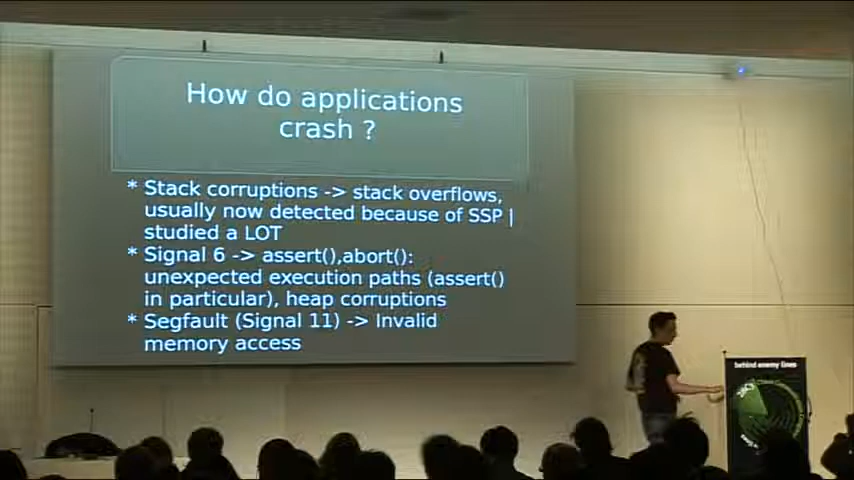 How do applications
crash ?
* Stack corruptions -> stack overflows,
usually now detected because of SSP |
studied a LOT
* Signal 6 -> assert(),abort():
unexpected execution paths (assert()
in particular), heap corruptions
* Segfault (Signal 11) -> Invalid
memory access
behind enemy lines